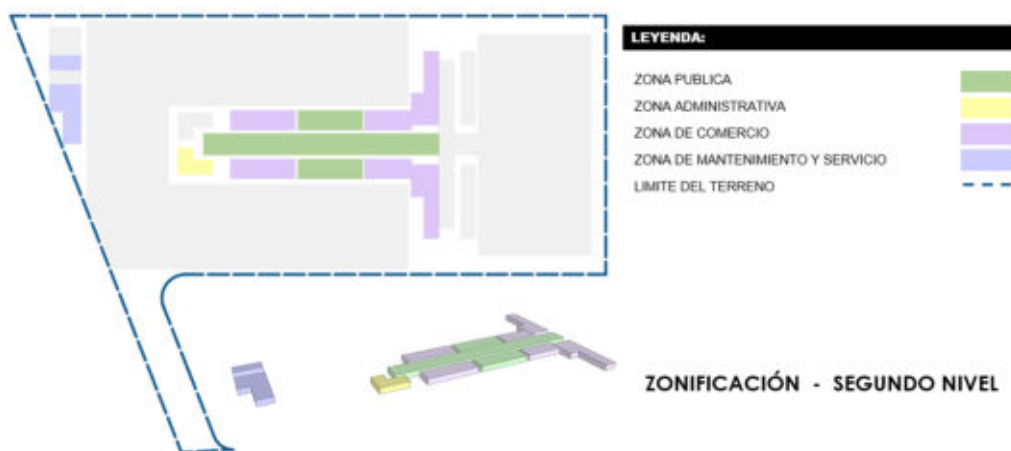 LEYENDA:
ZONA PUBLICA
ZONA ADMINISTRATIVA
ZONA DE COMERCIO
ZONA DE MANTENIMIENTO Y SERVICIO
LIMITE DEL TERRENO
ZONIFICACIÓN - SEGUNDO NIVEL